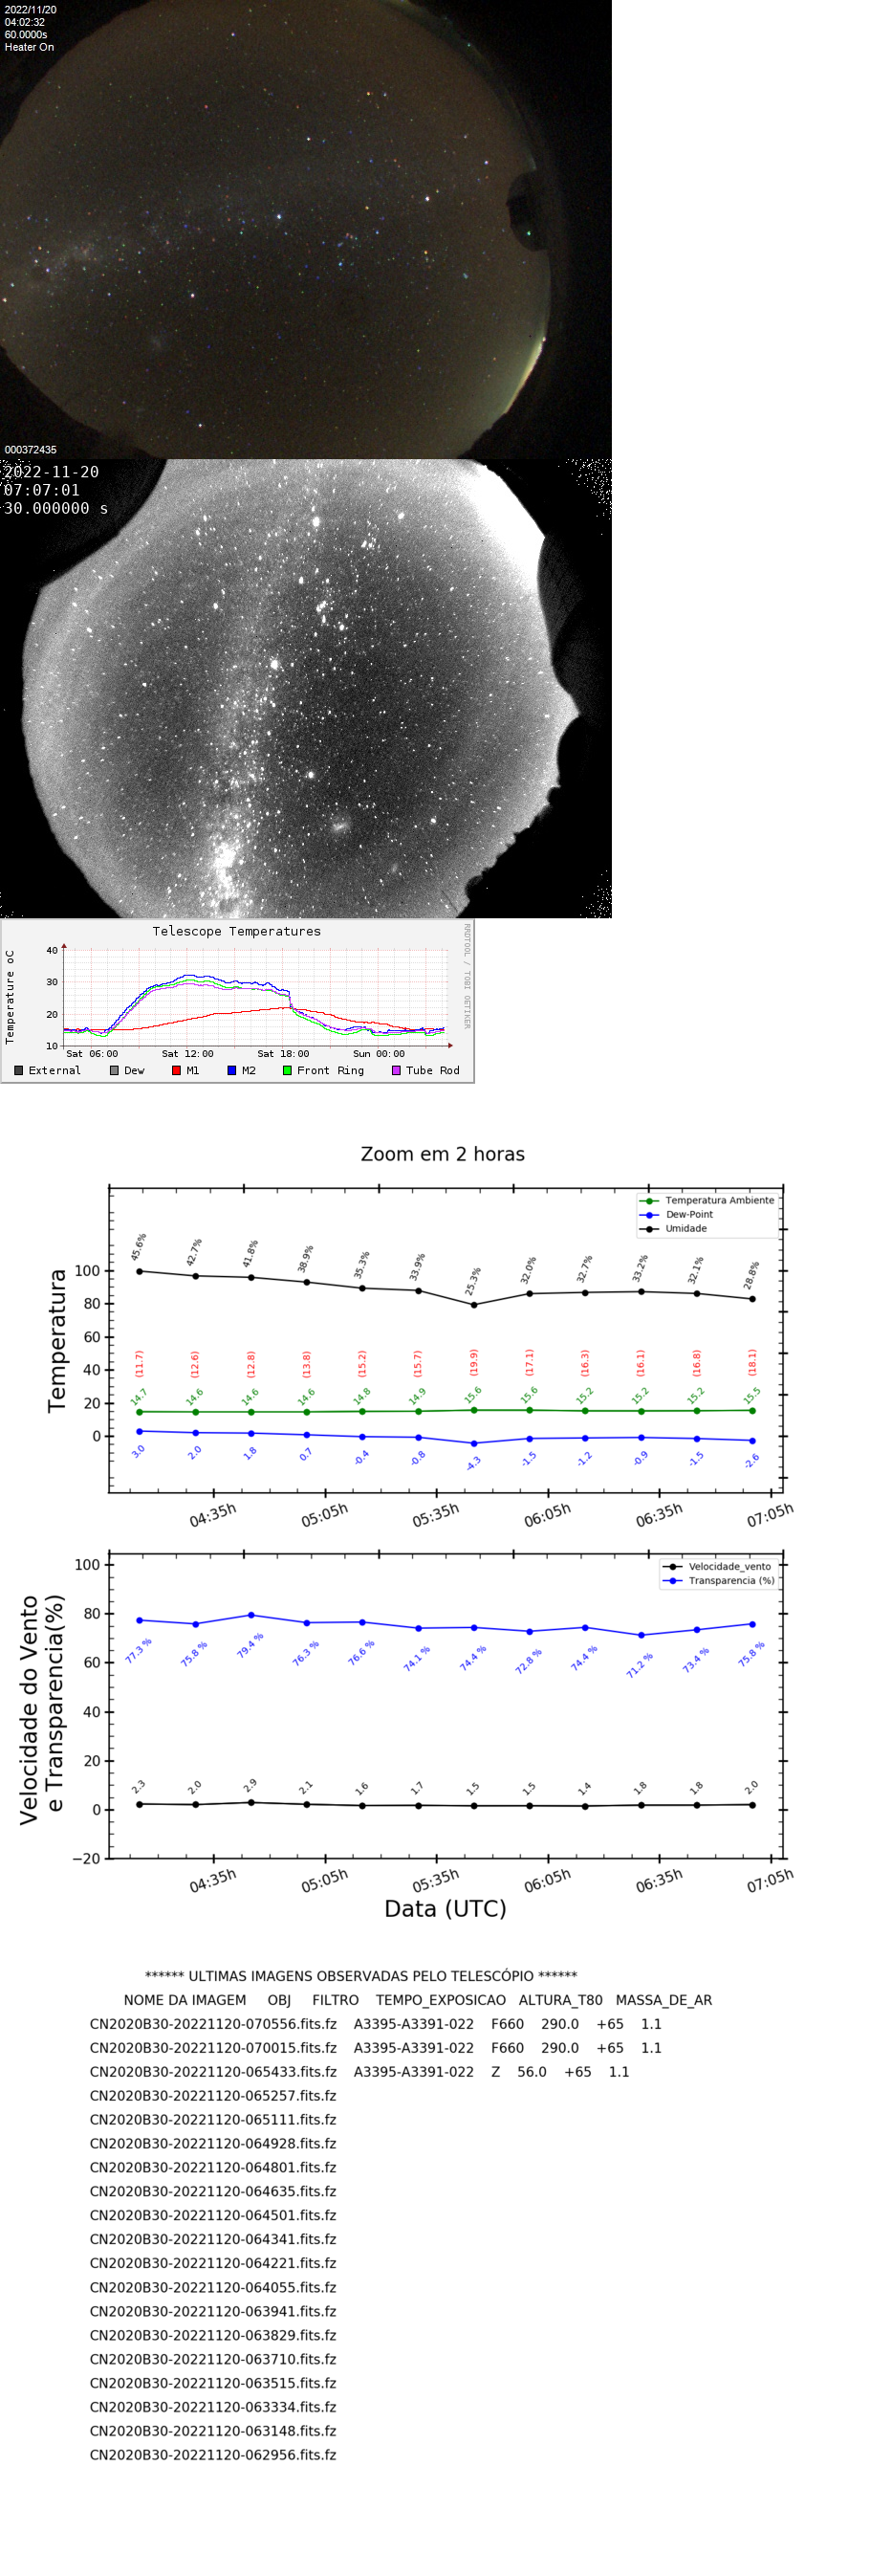 2022/11/20
04:02:32
60.0000s
Heater On
000372435
2022-11-20
07:07:01
30.000000 s
Telescope Temperatures
Temperature oC
40
30
20
10
Sat 06:00 Sat 12:00 Sat 18:00 Sun 00:00
External Dew M1 M2 Front Ring Tube Rod
RRDTOOL / TOBI OETIKER
Zoom em 2 horas
Temperatura
Temperatura Ambiente
Dew-Point
Umidade
100
80
60
40
20
0
45.6% 42.7% 41.8% 38.9% 35.3% 33.9% 25.3% 32.0% 32.7% 33.2% 32.1% 28.8%
(11.7) (12.6) (12.8) (13.8) (15.2) (15.7) (19.9) (17.1) (16.3) (16.1) (16.8) (18.1)
14.7 14.6 14.6 14.6 14.8 14.9 15.6 15.6 15.2 15.2 15.2 15.5
3.0 2.0 1.8 0.7 -0.4 -0.8 -4.3 -1.5 -1.2 -0.9 -1.5 -2.6
04:35h 05:05h 05:35h 06:05h 06:35h 07:05h
Velocidade do Vento
e Transparencia(%)
Velocidade_vento
Transparencia (%)
100
80
60
40
20
0
−20
77.3 % 75.8 % 79.4 % 76.3 % 76.6 % 74.1 % 74.4 % 72.8 % 74.4 % 71.2 % 73.4 % 75.8 %
2.3 2.0 2.9 2.1 1.6 1.7 1.5 1.5 1.4 1.8 1.8 2.0
04:35h 05:05h 05:35h 06:05h 06:35h 07:05h
Data (UTC)
****** ULTIMAS IMAGENS OBSERVADAS PELO TELESCÓPIO ******
NOME DA IMAGEM OBJ FILTRO TEMPO_EXPOSICAO ALTURA_T80 MASSA_DE_AR
CN2020B30-20221120-070556.fits.fz A3395-A3391-022 F660 290.0 +65 1.1
CN2020B30-20221120-070015.fits.fz A3395-A3391-022 F660 290.0 +65 1.1
CN2020B30-20221120-065433.fits.fz A3395-A3391-022 Z 56.0 +65 1.1
CN2020B30-20221120-065257.fits.fz
CN2020B30-20221120-065111.fits.fz
CN2020B30-20221120-064928.fits.fz
CN2020B30-20221120-064801.fits.fz
CN2020B30-20221120-064635.fits.fz
CN2020B30-20221120-064501.fits.fz
CN2020B30-20221120-064341.fits.fz
CN2020B30-20221120-064221.fits.fz
CN2020B30-20221120-064055.fits.fz
CN2020B30-20221120-063941.fits.fz
CN2020B30-20221120-063829.fits.fz
CN2020B30-20221120-063710.fits.fz
CN2020B30-20221120-063515.fits.fz
CN2020B30-20221120-063334.fits.fz
CN2020B30-20221120-063148.fits.fz
CN2020B30-20221120-062956.fits.fz